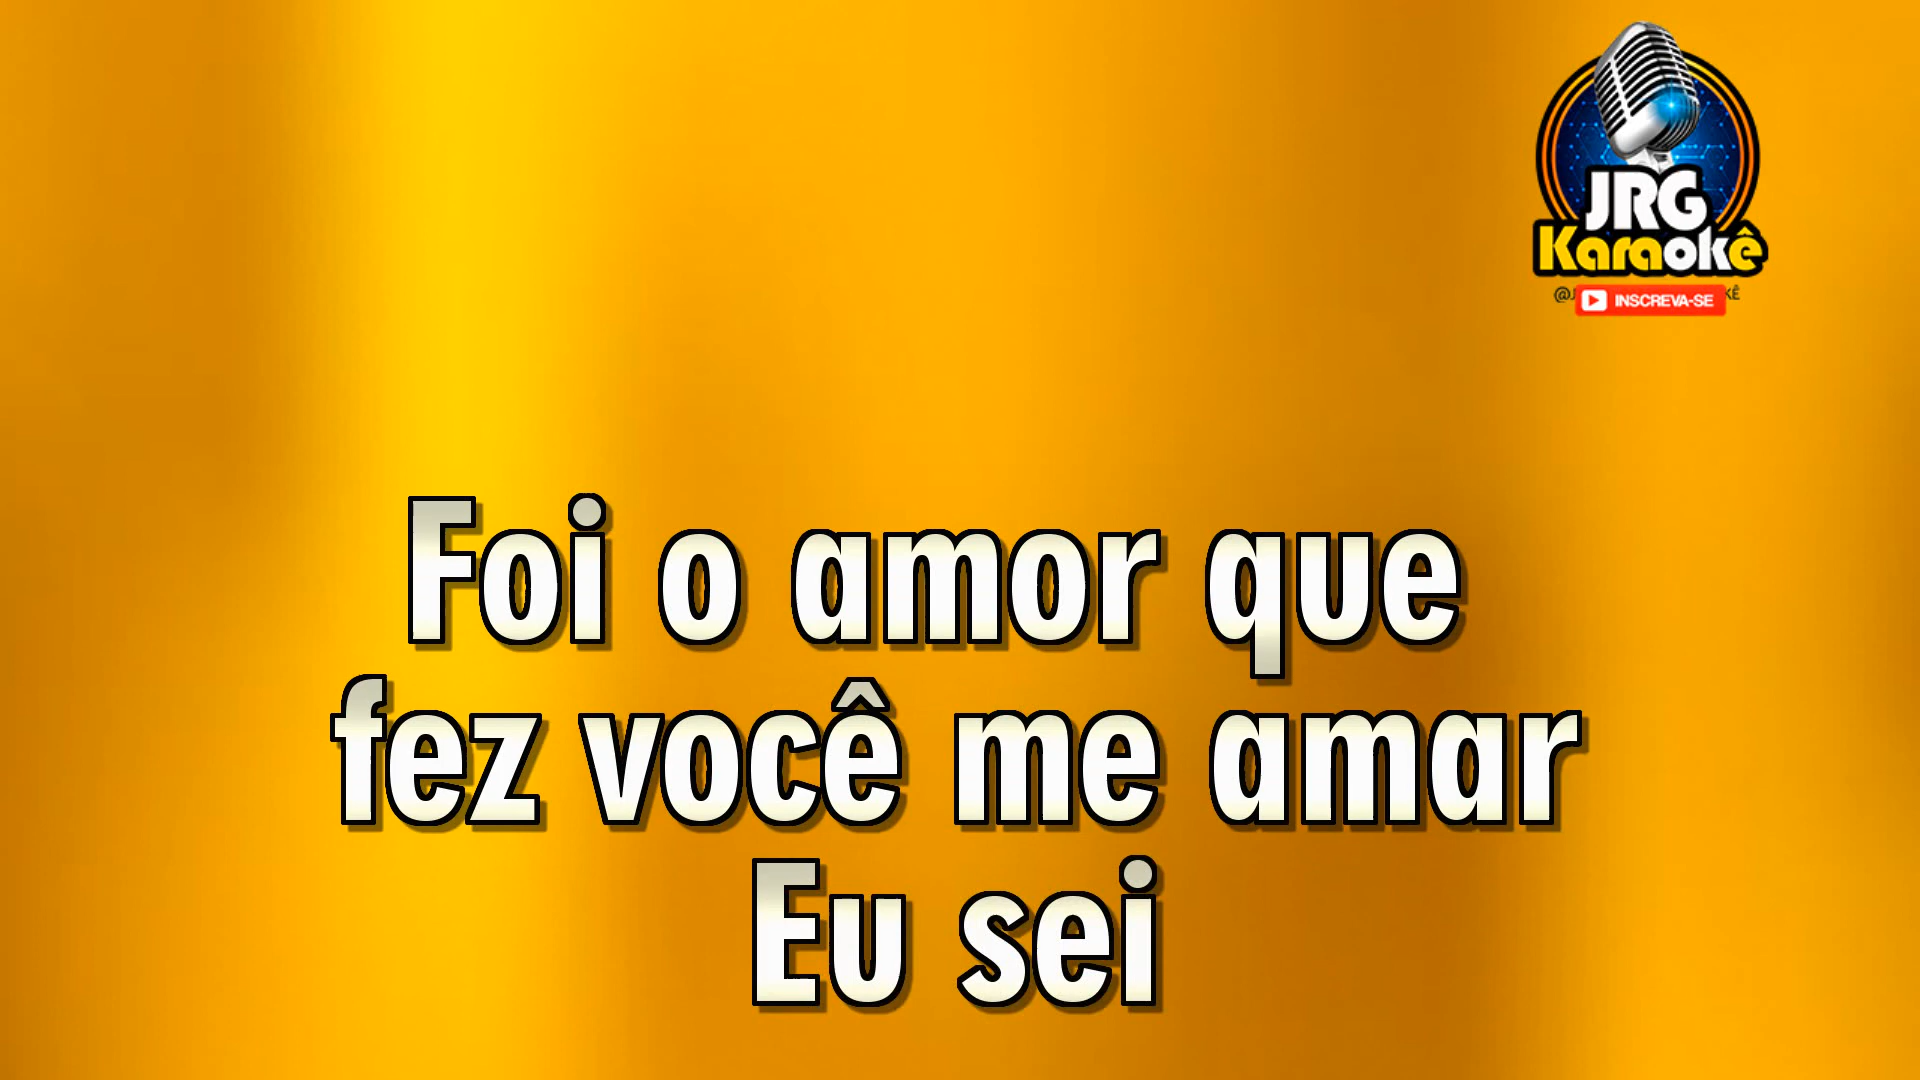 JRG
Karaokê
INSCREVA-SE
Foi o amor que
fez você me amar
Eu sei